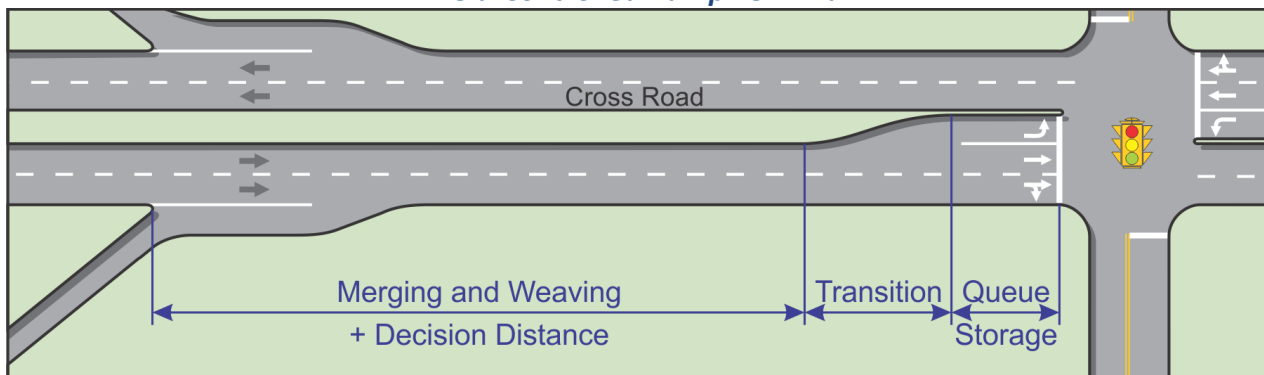 Cross Road
Merging and Weaving
+ Decision Distance
Transition
Queue
Storage